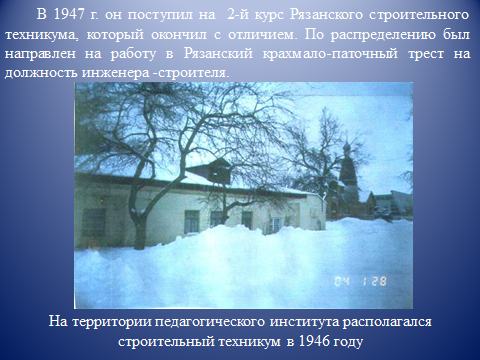 В 1947 г. он поступил на 2-й курс Рязанского строительного
техникума, который окончил с отличием. По распределению был
направлен на работу в Рязанский крахмало-паточный трест на
должность инженера -строителя.
04 1 28
На территории педагогического института располагался
строительный техникум в 1946 году